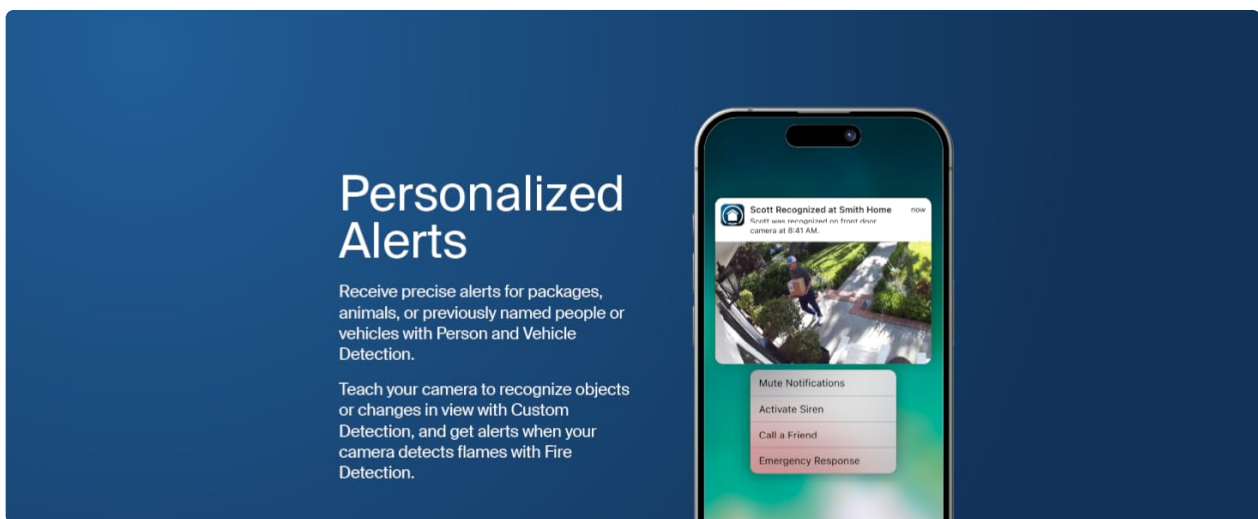 Personalized
Alerts
Receive precise alerts for packages,
animals, or previously named people or
vehicles with Person and Vehicle
Detection.
Teach your camera to recognize objects
or changes in view with Custom
Detection, and get alerts when your
camera detects flames with Fire
Detection.
Scott Recognized at Smith Home
now
Scott was recognized on front door
camera at 8:41 AM.
Mute Notifications
Activate Siren
Call a Friend
Emergency Response